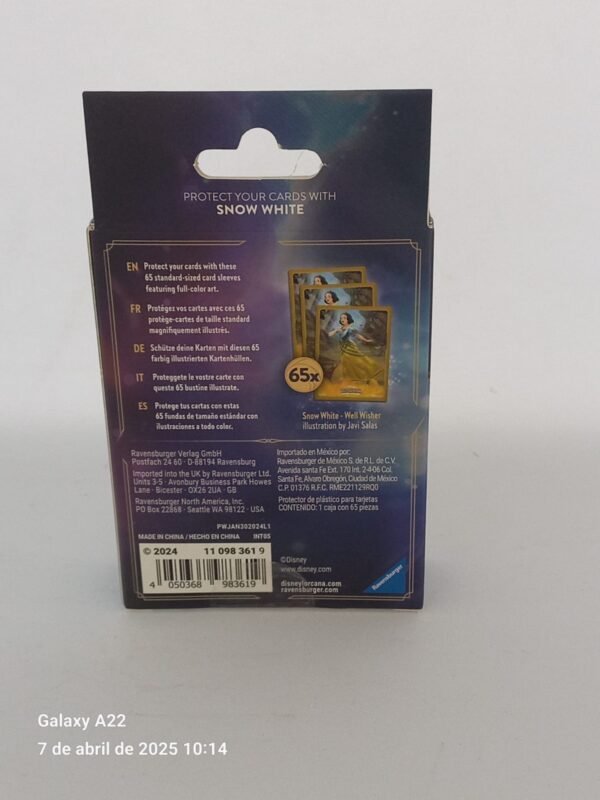 PROTECT YOUR CARDS WITH
SNOW WHITE
EN Protect your cards with these
65 standard-sized card sleeves
featuring full-color art.
FR Protégez vos cartes avec ces 65
protège-cartes de taille standard
magnifiquement illustrés.
DE Schütze deine Karten mit diesen 65
farbig illustrierten Kartenhüllen.
IT Proteggete le vostre carte con
queste 65 bustine illustrate.
ES Protege tus cartas con estas
65 fundas de tamaño estándar con
ilustraciones a todo color.
65x
Snow White - Well Wisher
illustration by Javi Salas
Ravensburger Verlag GmbH
Postfach 24 60 · D-88194 Ravensburg
Imported into the UK by Ravensburger Ltd.
Units 3-5 · Avonbury Business Park Howes
Lane · Bicester · OX26 2UA · GB
Ravensburger North America, Inc.
PO Box 22868 · Seattle WA 98122 · USA
Importado en México por:
Ravensburger de México S. de R.L. de C.V.
Avenida santa Fe Ext. 170 Int. 2-4-06 Col.
Santa Fe, Alvaro Obregón, Ciudad de México
C.P. 01376 R.F.C. RME221129RQ0
Protector de plástico para tarjetas
CONTENIDO: 1 caja con 65 piezas
PWJAN302024L1
MADE IN CHINA / HECHO EN CHINA INT05
© 2024 11 098 361 9
4 050368 983619
©Disney
www.disney.com
disneylorcana.com
ravensburger.com
Ravensburger
Galaxy A22
7 de abril de 2025 10:14